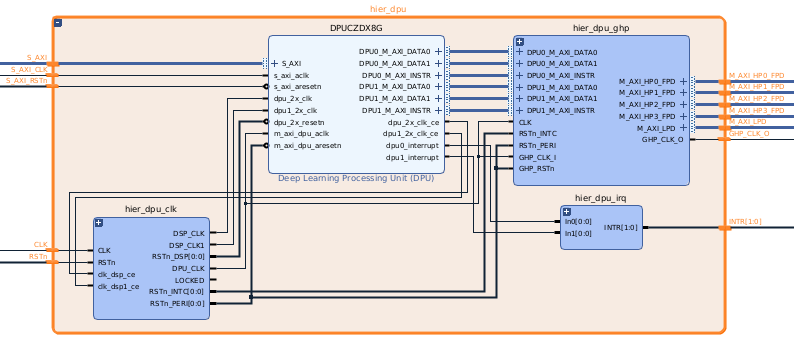 hier_dpu
DPUCZDX8G
S_AXI
s_axi_aclk
s_axi_aresetn
dpu_2x_clk
dpu1_2x_clk
dpu_2x_resetn
m_axi_dpu_aclk
m_axi_dpu_aresetn
DPU0_M_AXI_DATA0
DPU0_M_AXI_DATA1
DPU0_M_AXI_INSTR
DPU1_M_AXI_DATA0
DPU1_M_AXI_DATA1
DPU1_M_AXI_INSTR
dpu_2x_clk_ce
dpu1_2x_clk_ce
dpu0_interrupt
dpu1_interrupt
Deep Learning Processing Unit (DPU)
hier_dpu_ghp
DPU0_M_AXI_DATA0
DPU0_M_AXI_DATA1
DPU0_M_AXI_INSTR
DPU1_M_AXI_DATA0
DPU1_M_AXI_DATA1
DPU1_M_AXI_INSTR
CLK
RSTn_INTC
RSTn_PERI
GHP_CLK_I
GHP_RSTn
M_AXI_HP0_FPD
M_AXI_HP1_FPD
M_AXI_HP2_FPD
M_AXI_HP3_FPD
M_AXI_LPD
GHP_CLK_O
S_AXI
S_AXI_CLK
S_AXI_RSTn
M_AXI_HP0_FPD
M_AXI_HP1_FPD
M_AXI_HP2_FPD
M_AXI_HP3_FPD
M_AXI_LPD
GHP_CLK_O
hier_dpu_clk
CLK
RSTn
clk_dsp_ce
clk_dsp1_ce
DSP_CLK
DSP_CLK1
RSTn_DSP[0:0]
DPU_CLK
LOCKED
RSTn_INTC[0:0]
RSTn_PERI[0:0]
CLK
RSTn
hier_dpu_irq
In0[0:0]
In1[0:0]
INTR[1:0]
INTR[1:0]